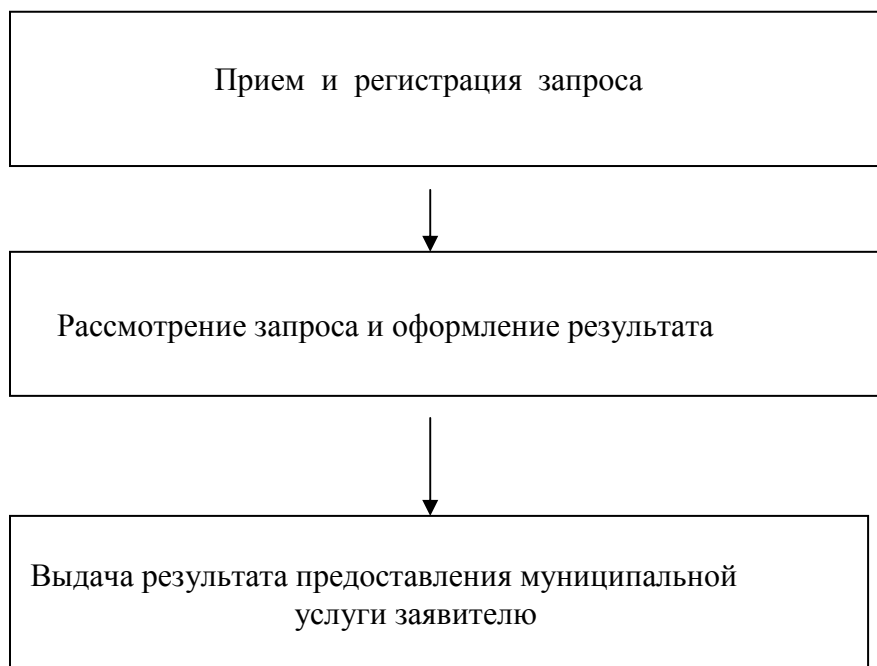 Прием и регистрация запроса
Рассмотрение запроса и оформление результата
Выдача результата предоставления муниципальной
услуги заявителю